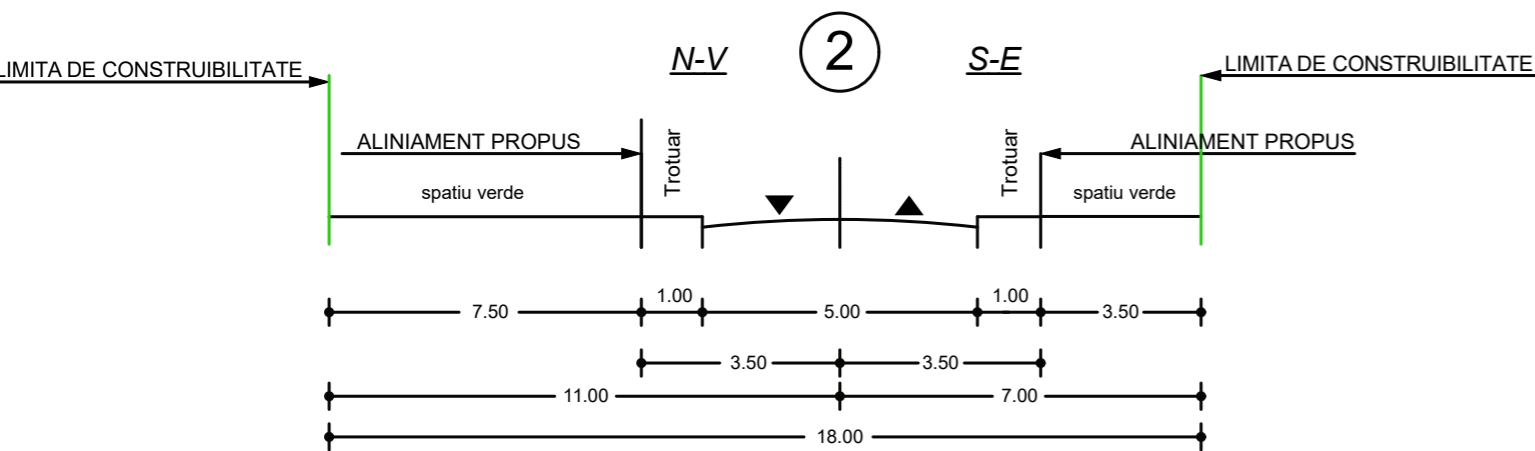 N-V
2
S-E
LIMITA DE CONSTRUIBILITATE
LIMITA DE CONSTRUIBILITATE
ALINIAMENT PROPUS
Trotuar
Trotuar
ALINIAMENT PROPUS
spatiu verde
spatiu verde
7.50
1.00
5.00
1.00
3.50
3.50
3.50
11.00
7.00
18.00